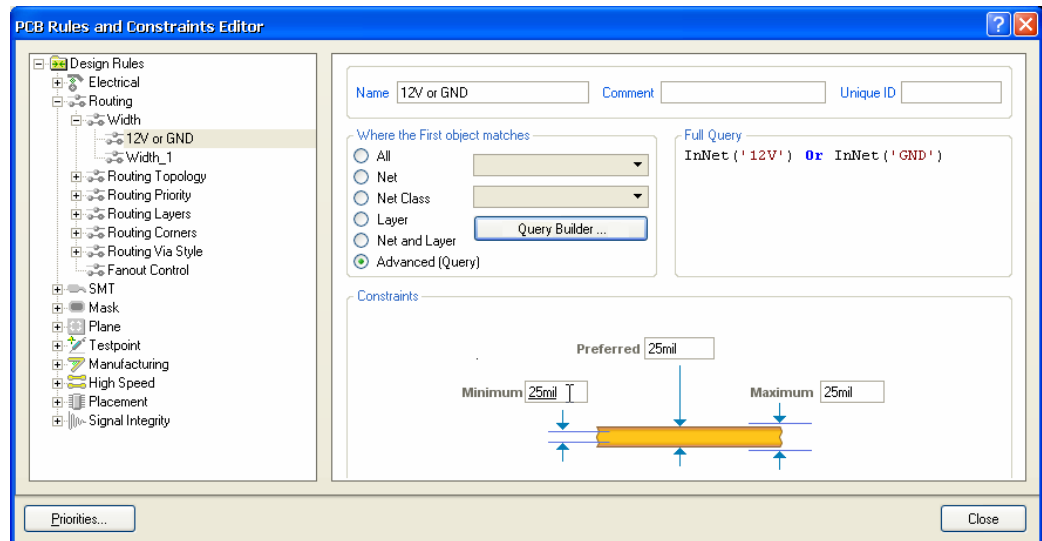 PCB Rules and Constraints Editor
Design Rules
Electrical
Routing
Width
12V or GND
Width_1
Routing Topology
Routing Priority
Routing Layers
Routing Corners
Routing Via Style
Fanout Control
SMT
Mask
Plane
Testpoint
Manufacturing
High Speed
Placement
Signal Integrity
Name 12V or GND Comment Unique ID
Where the First object matches
All
Net
Net Class
Layer
Net and Layer
Advanced (Query)
Query Builder ...
Full Query
InNet('12V') Or InNet('GND')
Constraints
Preferred 25mil
Minimum 25mil Maximum 25mil
Priorities... Close